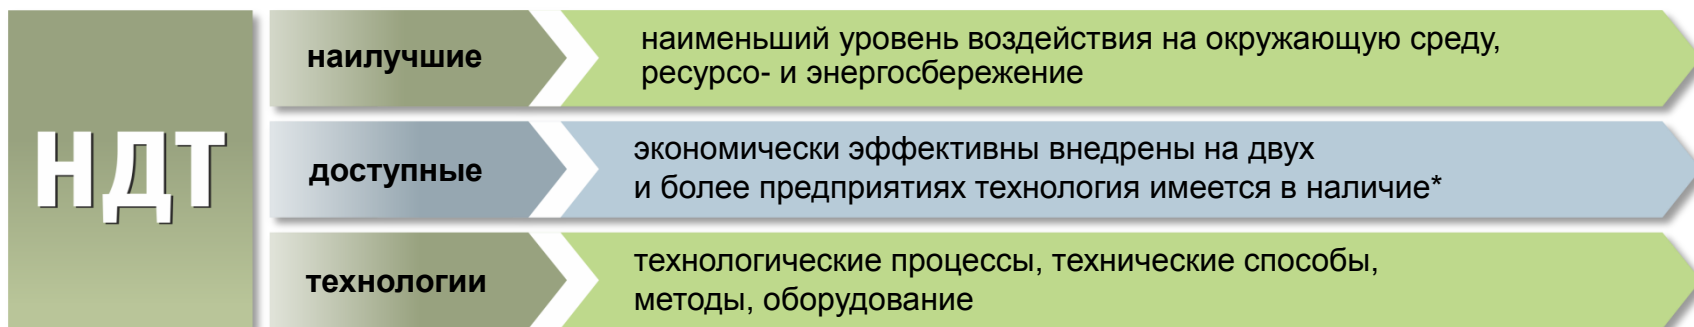 НДТ
наилучшие
наименьший уровень воздействия на окружающую среду,
ресурсо- и энергосбережение
доступные
экономически эффективны внедрены на двух
и более предприятиях технология имеется в наличие*
технологии
технологические процессы, технические способы,
методы, оборудование